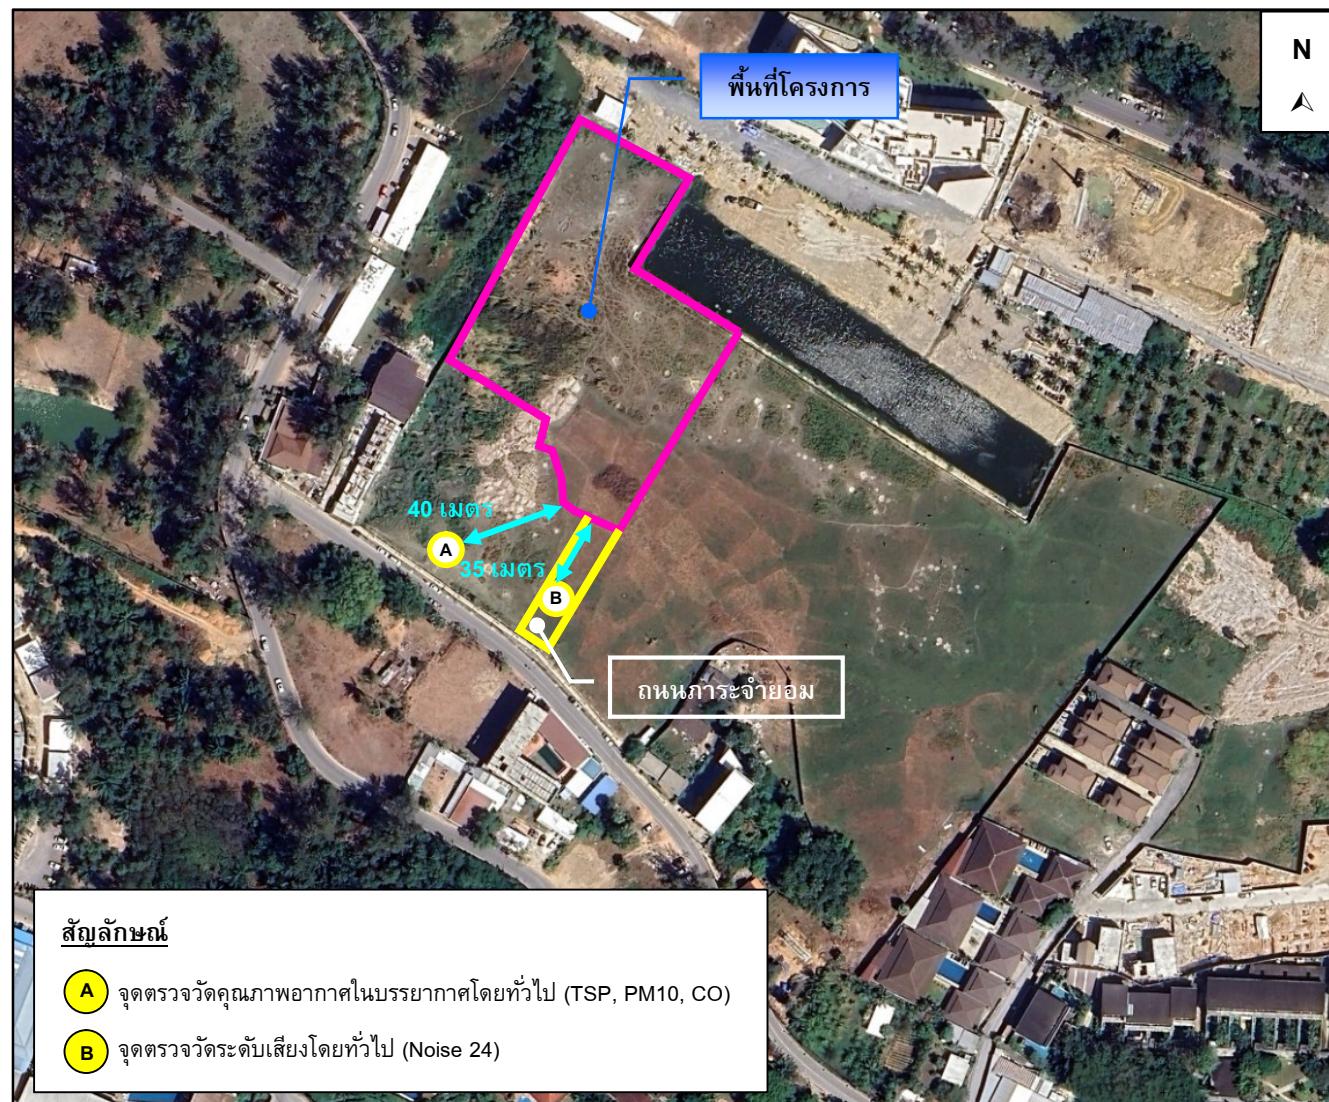 N
พื้นที่โครงการ
40 เมตร
A
35 เมตร
B
ถนนภาระจำยอม
สัญลักษณ์
A จุดตรวจวัดคุณภาพอากาศในบรรยากาศโดยทั่วไป (TSP, PM10, CO)
B จุดตรวจวัดระดับเสียงโดยทั่วไป (Noise 24)